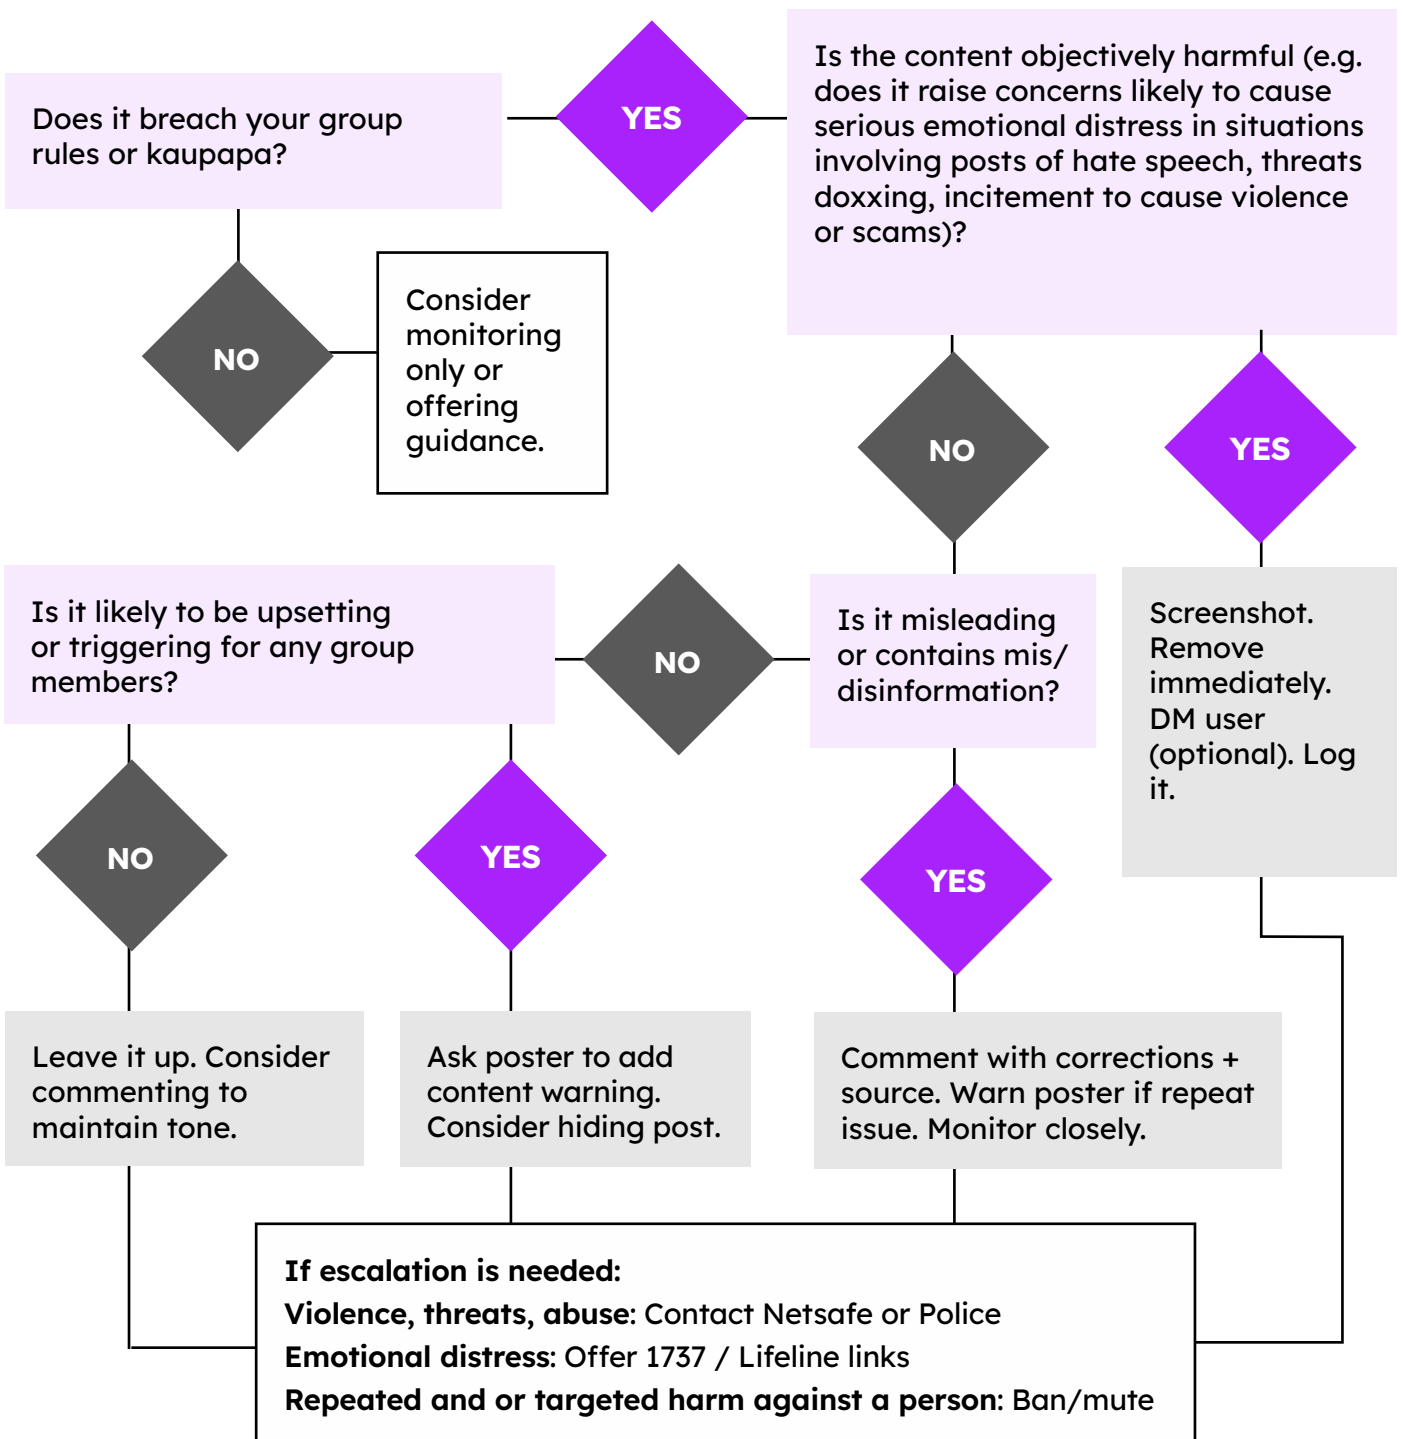 Does it breach your group
rules or kaupapa?
YES
Is the content objectively harmful (e.g.
does it raise concerns likely to cause
serious emotional distress in situations
involving posts of hate speech, threats
doxxing, incitement to cause violence
or scams)?
NO
Consider
monitoring
only or
offering
guidance.
NO
YES
Is it likely to be upsetting
or triggering for any group
members?
NO
Is it misleading
or contains mis/
disinformation?
Screenshot.
Remove
immediately.
DM user
(optional). Log
it.
NO
YES
YES
Leave it up. Consider
commenting to
maintain tone.
Ask poster to add
content warning.
Consider hiding post.
Comment with corrections +
source. Warn poster if repeat
issue. Monitor closely.
If escalation is needed:
Violence, threats, abuse: Contact Netsafe or Police
Emotional distress: Offer 1737 / Lifeline links
Repeated and or targeted harm against a person: Ban/mute